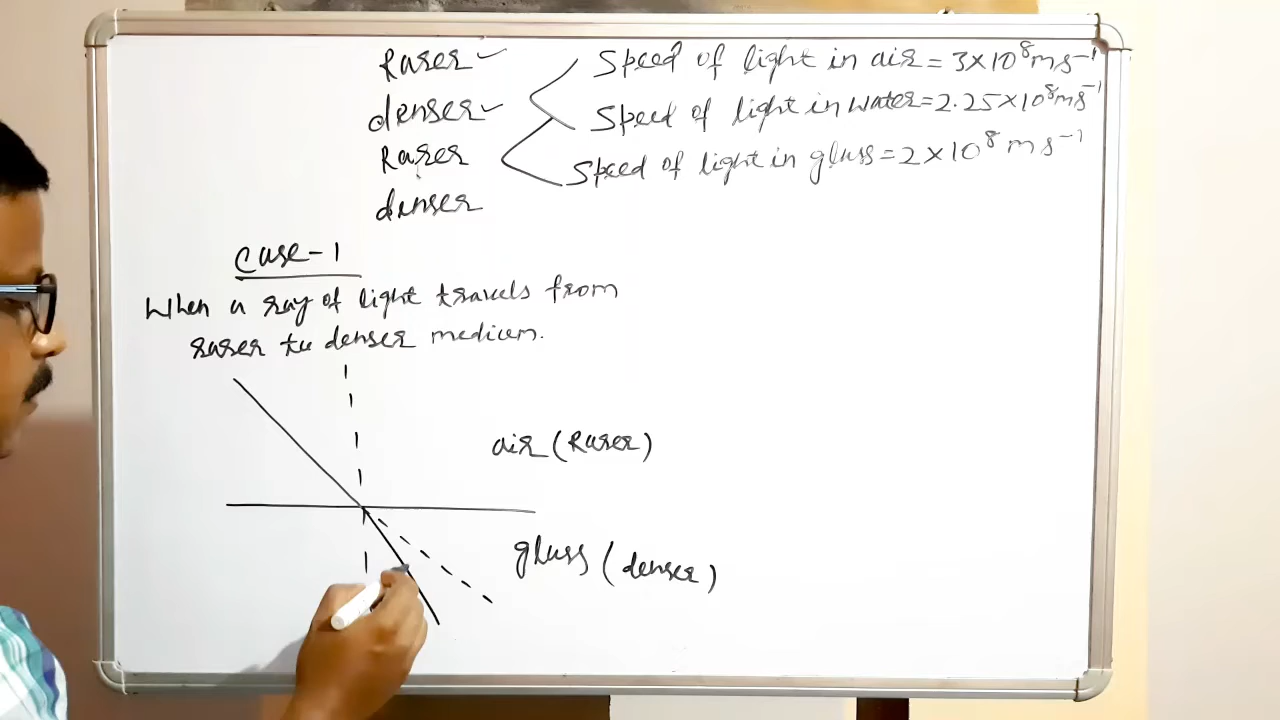 Rarer ✓ Speed of light in air = 3×10⁸ ms⁻¹
denser ✓ Speed of light in water = 2.25×10⁸ ms⁻¹
Rarer Speed of light in glass = 2×10⁸ ms⁻¹
denser
Case-1
When a ray of light travels from
rarer to denser medium.
air (Rarer)
glass (denser)